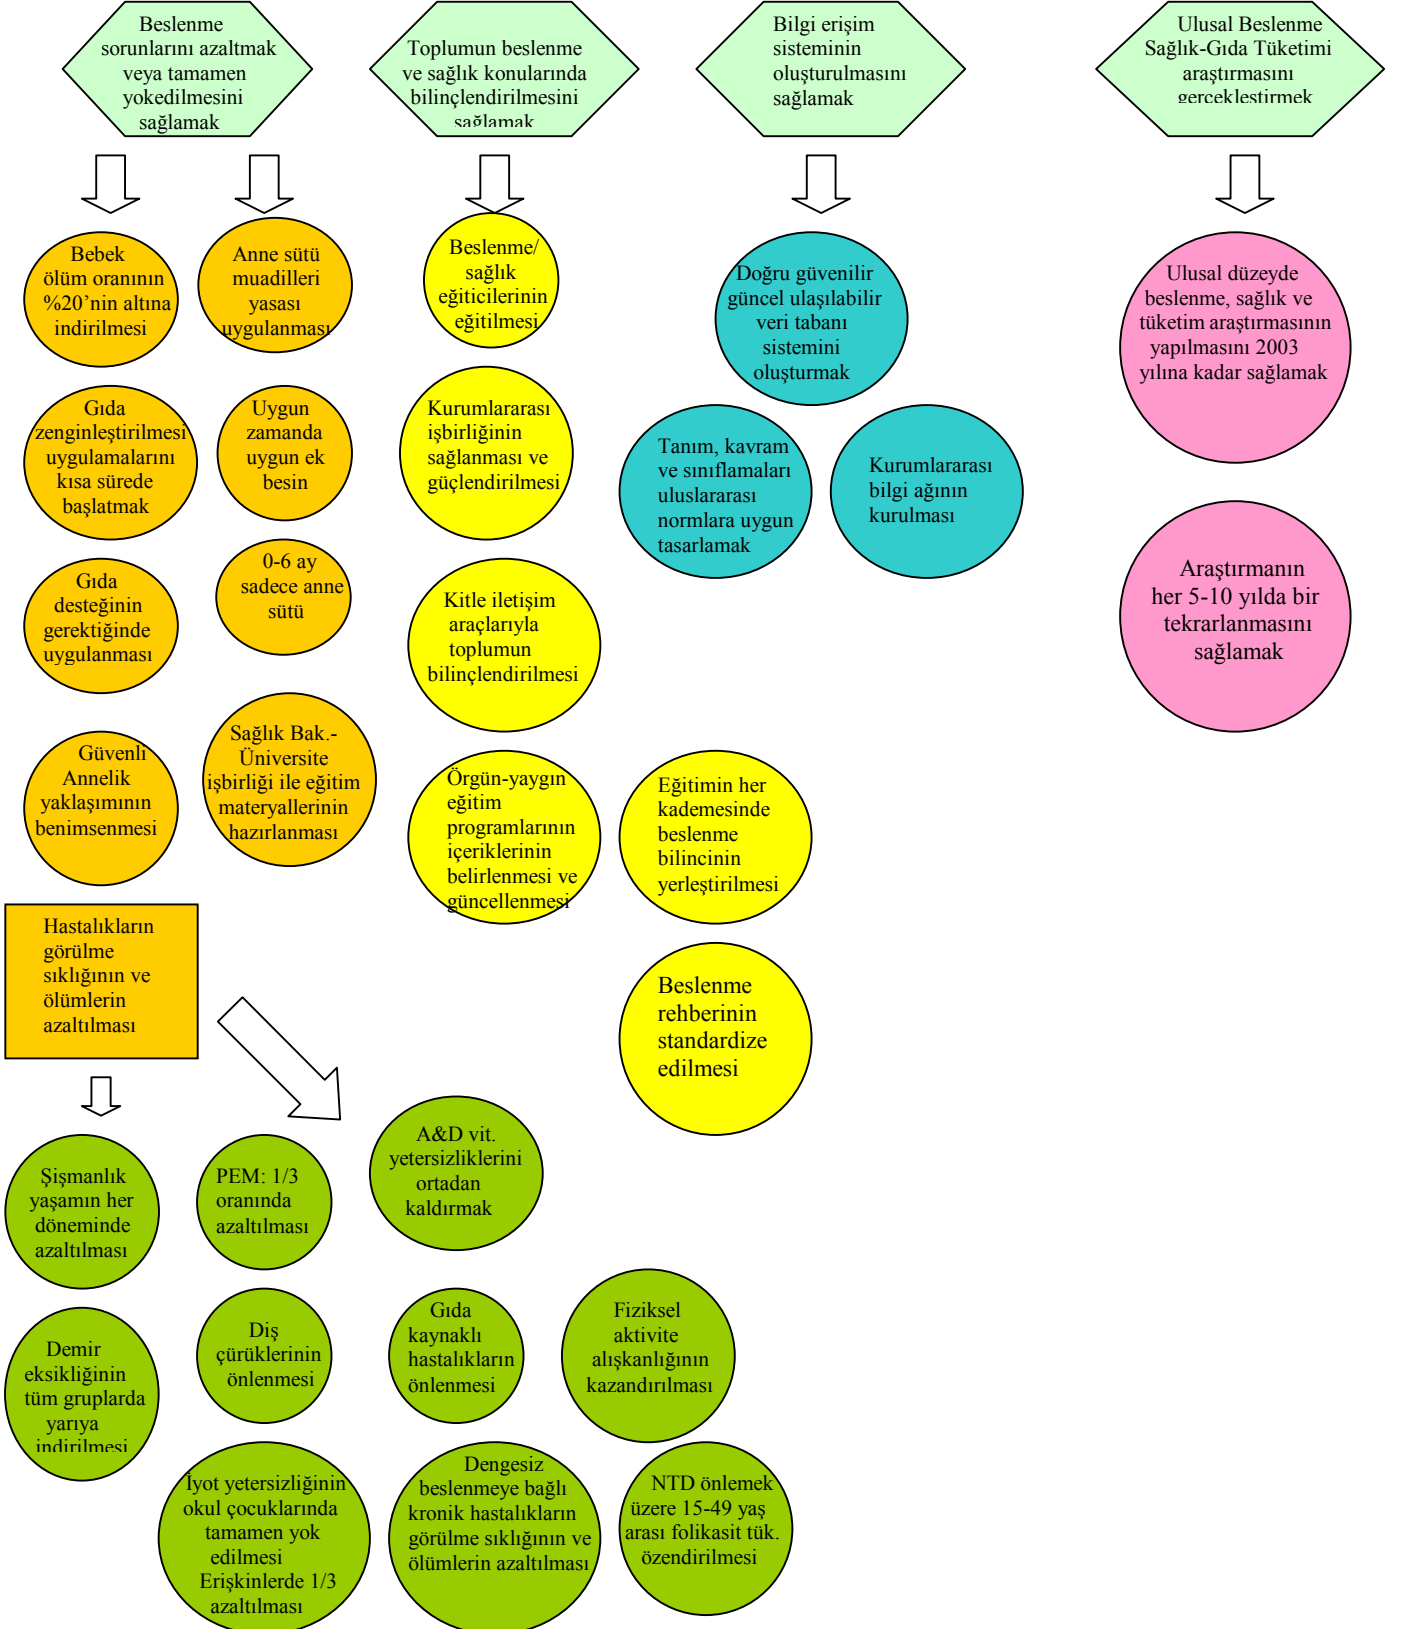 Beslenme
sorunlarını azaltmak
veya tamamen
yokedilmesini
sağlamak
Toplumun beslenme
ve sağlık konularında
bilinçlendirilmesini
sağlamak
Bilgi erişim
sisteminin
oluşturulmasını
sağlamak
Ulusal Beslenme
Sağlık-Gıda Tüketimi
araştırmasını
gerçekleştirmek
Bebek
ölüm oranının
%20’nin altına
indirilmesi
Anne sütü
muadilleri
yasası
uygulanması
Beslenme/
sağlık
eğiticilerinin
eğitilmesi
Doğru güvenilir
güncel ulaşılabilir
veri tabanı
sistemini
oluşturmak
Ulusal düzeyde
beslenme, sağlık ve
tüketim araştırmasının
yapılmasını 2003
yılına kadar sağlamak
Gıda
zenginleştirilmesi
uygulamalarını
kısa sürede
başlatmak
Uygun
zamanda
uygun ek
besin
Kurumlararası
işbirliğinin
sağlanması ve
güçlendirilmesi
Tanım, kavram
ve sınıflamaları
uluslararası
normlara uygun
tasarlamak
Kurumlararası
bilgi ağının
kurulması
Araştırmanın
her 5-10 yılda bir
tekrarlanmasını
sağlamak
Gıda
desteğinin
gerektiğinde
uygulanması
0-6 ay
sadece anne
sütü
Kitle iletişim
araçlarıyla
toplumun
bilinçlendirilmesi
Güvenli
Annelik
yaklaşımının
benimsenmesi
Sağlık Bak.-
Üniversite
işbirliği ile eğitim
materyallerinin
hazırlanması
Örgün-yaygın
eğitim
programlarının
içeriklerinin
belirlenmesi ve
güncellenmesi
Eğitimin her
kademesinde
beslenme
bilincinin
yerleştirilmesi
Hastalıkların
görülme
sıklığının ve
ölümlerin
azaltılması
Beslenme
rehberinin
standardize
edilmesi
Şişmanlık
yaşamın her
döneminde
azaltılması
PEM: 1/3
oranında
azaltılması
A&D vit.
yetersizliklerini
ortadan
kaldırmak
Demir
eksikliğinin
tüm gruplarda
yarıya
indirilmesi
Diş
çürüklerinin
önlenmesi
Gıda
kaynaklı
hastalıkların
önlenmesi
Fiziksel
aktivite
alışkanlığının
kazandırılması
İyot yetersizliğinin
okul çocuklarında
tamamen yok
edilmesi
Erişkinlerde 1/3
azaltılması
Dengesiz
beslenmeye bağlı
kronik hastalıkların
görülme sıklığının ve
ölümlerin azaltılması
NTD önlemek
üzere 15-49 yaş
arası folikasit tük.
özendirilmesi